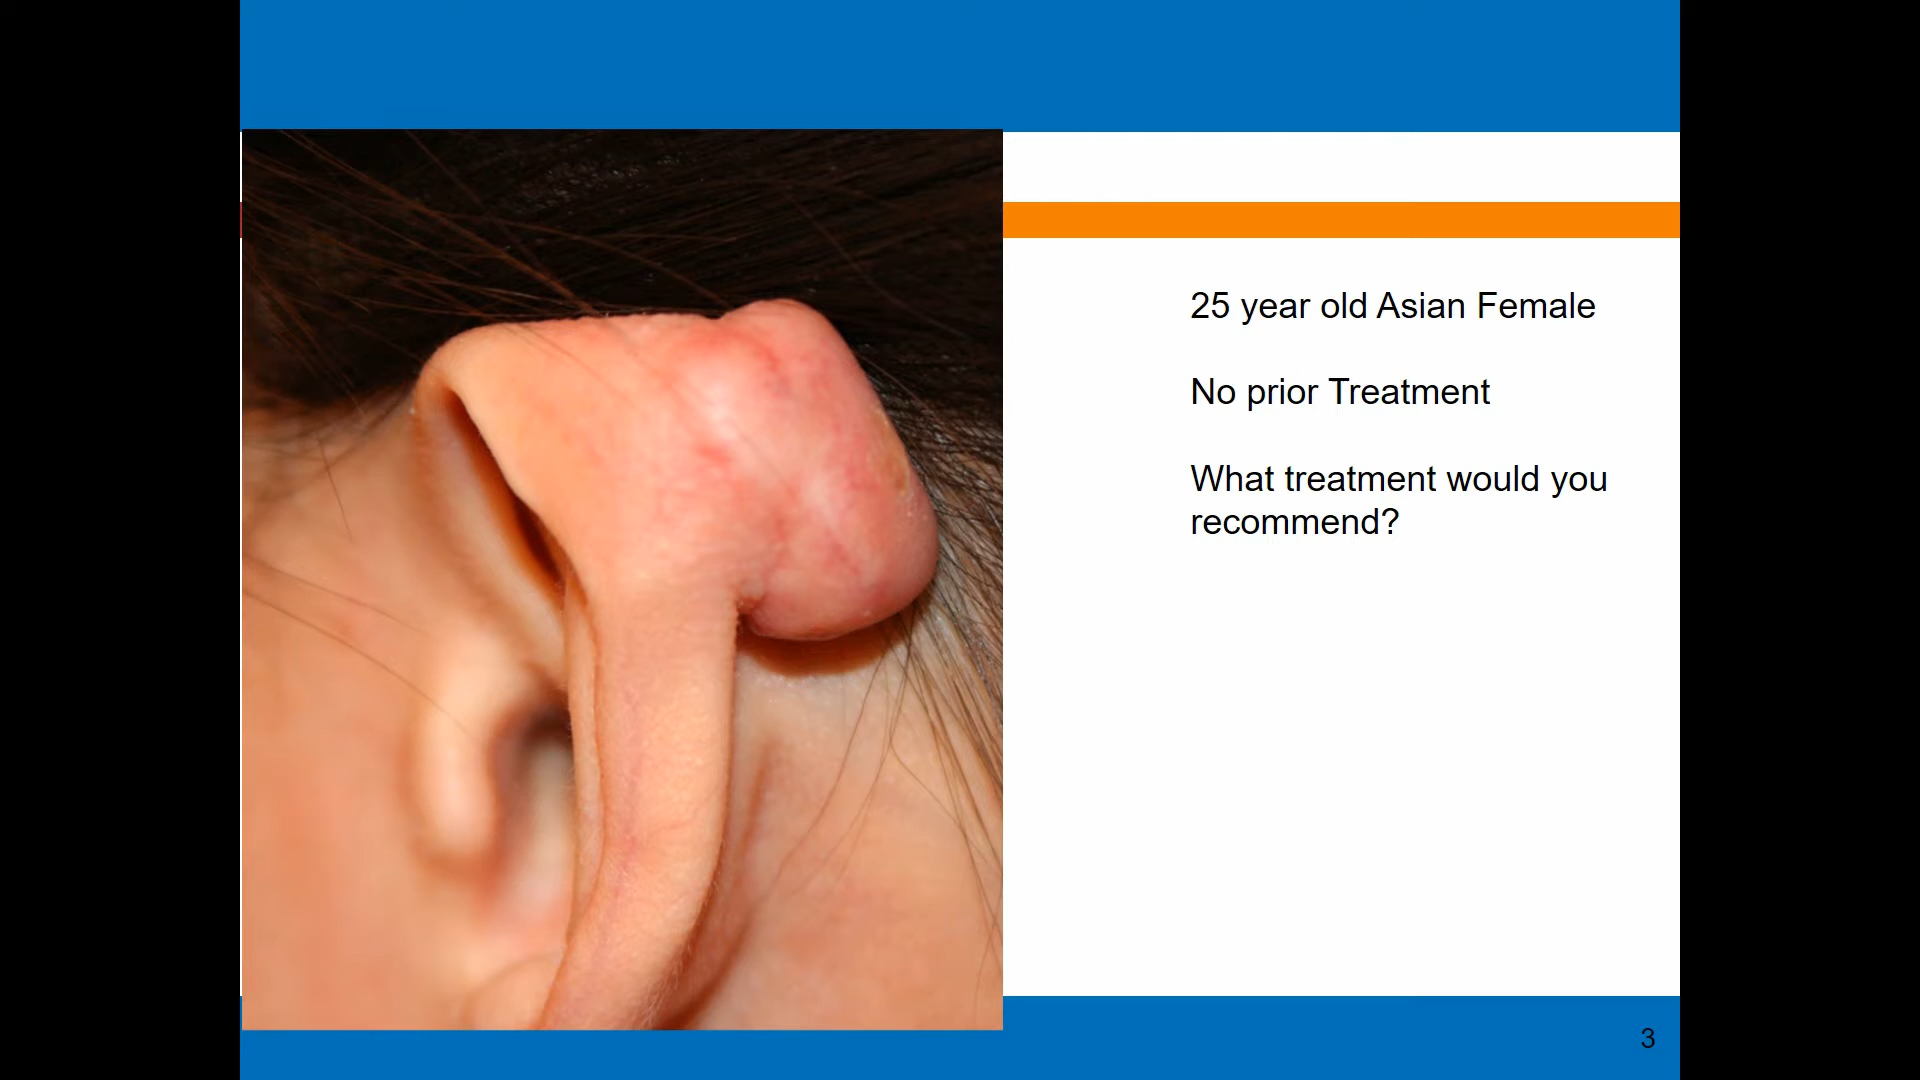 25 year old Asian Female
No prior Treatment
What treatment would you
recommend?
3